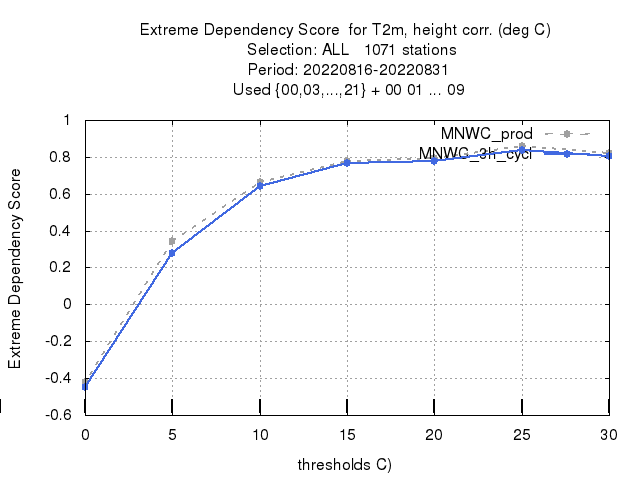 Extreme Dependency Score  for T2m, height corr. (deg C)
Selection: ALL   1071 stations
Period: 20220816-20220831
Used {00,03,...,21} + 00 01 ... 09
MNWC_prod
MNWC_3h_cycl
Extreme Dependency Score
1
0.8
0.6
0.4
0.2
0
-0.2
-0.4
-0.6
0 5 10 15 20 25 30
thresholds C)